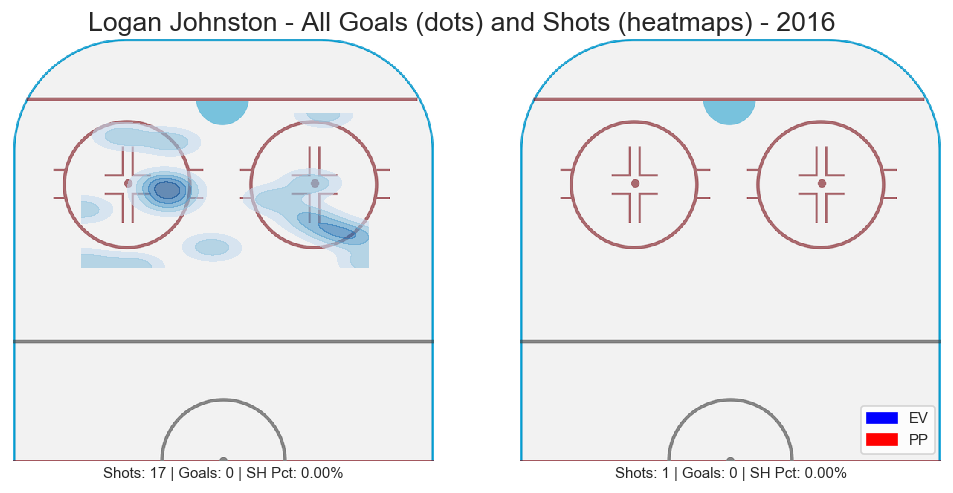 Logan Johnston - All Goals (dots) and Shots (heatmaps) - 2016
EV
PP
Shots: 17 | Goals: 0 | SH Pct: 0.00%
Shots: 1 | Goals: 0 | SH Pct: 0.00%